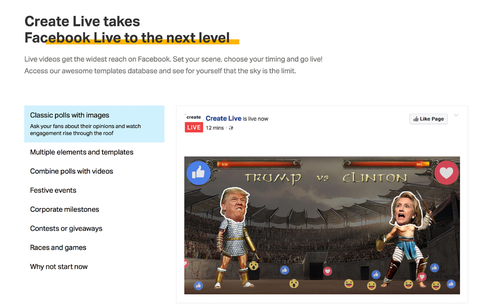 Create Live takes
Facebook Live to the next level
Live videos get the widest reach on Facebook. Set your scene, choose your timing and go live!
Access our awesome templates database and see for yourself that the sky is the limit.
Classic polls with images
Ask your fans about their opinions and watch
engagement rise through the roof
Multiple elements and templates
Combine polls with videos
Festive events
Corporate milestones
Contests or giveaways
Races and games
Why not start now
create
LIVE
Create Live is live now
12 mins
Like Page
TRUMP vs CLINTON